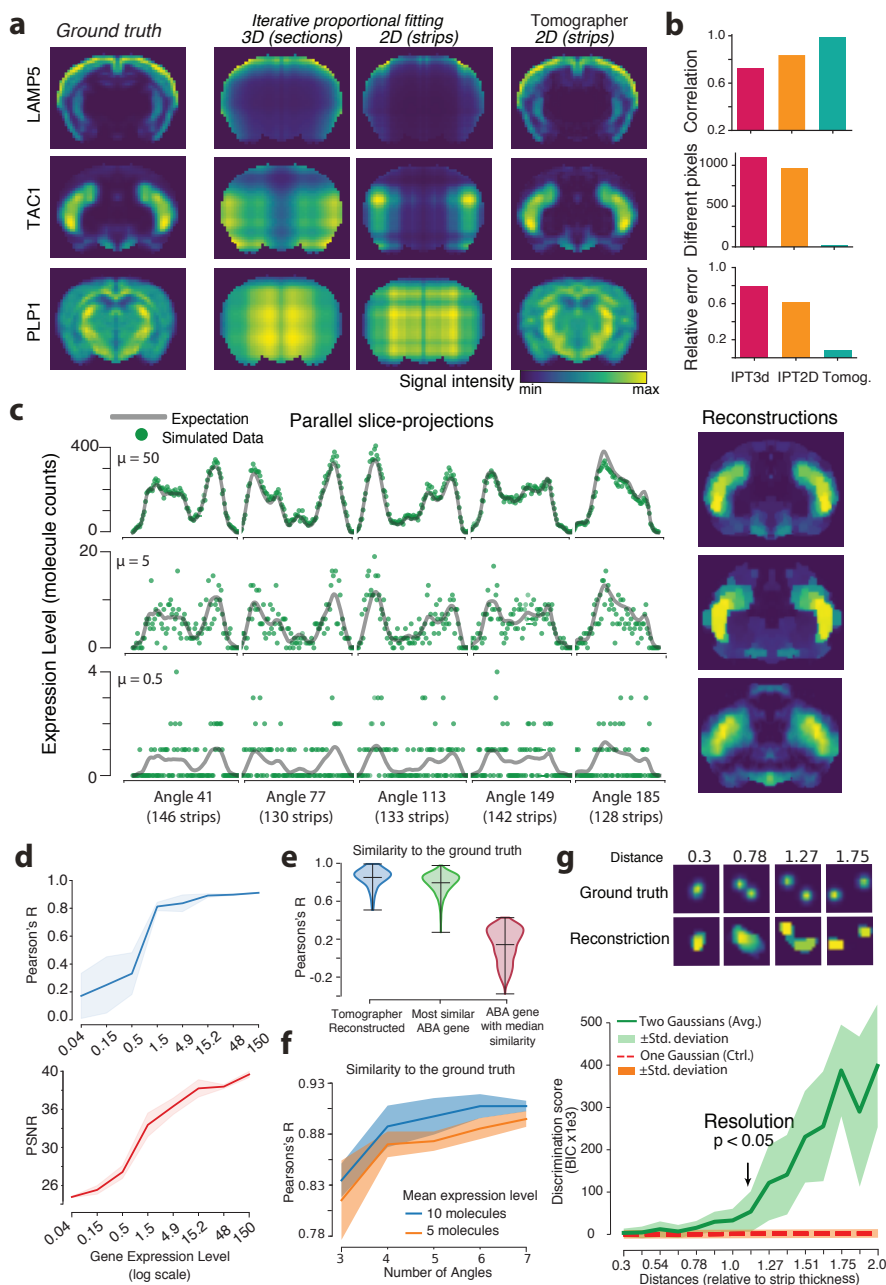 a
Ground truth
Iterative proportional fitting
3D (sections)
2D (strips)
Tomographer
2D (strips)
LAMP5
TAC1
PLP1
Signal intensity
min
max
b
Correlation
1.0
0.6
0.2
Different pixels
1000
500
0
Relative error
1.0
0.6
0.2
IPT3d
IPT2D
Tomog.
c
Expectation
Simulated Data
Parallel slice-projections
Reconstructions
Expression Level (molecule counts)
400
200
0
μ = 50
20
10
0
μ = 5
4
2
0
μ = 0.5
Angle 41
(146 strips)
Angle 77
(130 strips)
Angle 113
(133 strips)
Angle 149
(142 strips)
Angle 185
(128 strips)
d
Pearson's R
1.0
0.8
0.6
0.4
0.2
0.0
0.04
0.15
0.5
1.5
4.9
15.2
48
150
PSNR
40
36
30
26
0.04
0.15
0.5
1.5
4.9
15.2
48
150
Gene Expression Level
(log scale)
e
Similarity to the ground truth
Pearsons's R
1.0
0.6
0.2
-0.2
Tomographer
Reconstructed
Most similar
ABA gene
ABA gene
with median
similarity
f
Similarity to the ground truth
Pearsons's R
0.93
0.88
0.83
0.78
Mean expression level
10 molecules
5 molecules
3
4
5
6
7
Number of Angles
g
Distance
0.3
0.78
1.27
1.75
Ground truth
Reconstriction
Two Gaussians (Avg.)
±Std. deviation
One Gaussian (Ctrl.)
±Std. deviation
Discrimination score
(BIC x1e3)
500
400
300
200
100
0
Resolution
p < 0.05
0.3
0.54
0.78
1.0
1.27
1.51
1.75
2.0
Distances (relative to strip thickness)